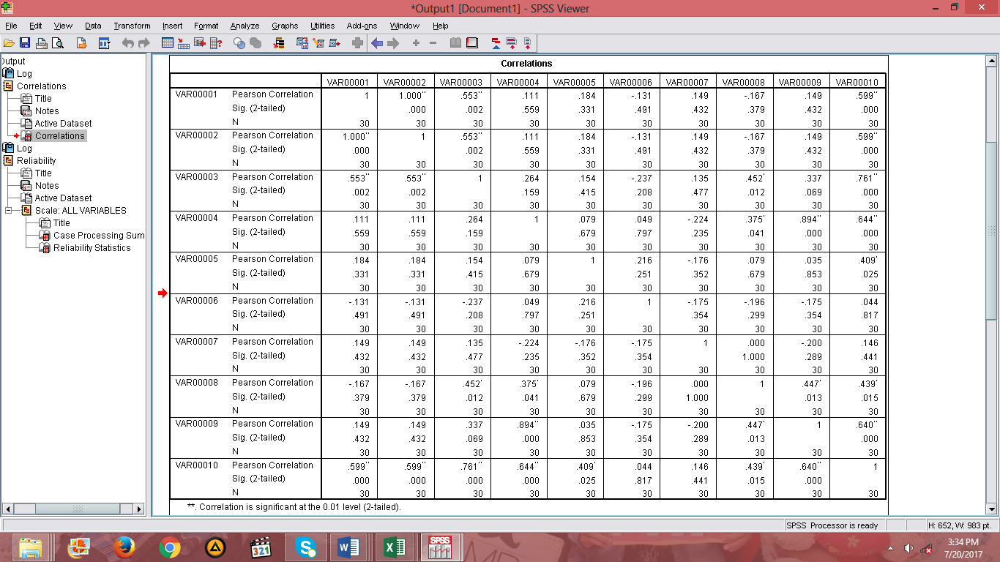 *Output1 [Document1] - SPSS Viewer
File Edit View Data Transform Insert Format Analyze Graphs Utilities Add-ons Window Help
Output
Log
Correlations
Title
Notes
Active Dataset
Correlations
Log
Reliability
Title
Notes
Active Dataset
Scale: ALL VARIABLES
Title
Case Processing Sum
Reliability Statistics
Correlations
VAR00001 VAR00002 VAR00003 VAR00004 VAR00005 VAR00006 VAR00007 VAR00008 VAR00009 VAR00010
VAR00001 Pearson Correlation 1 1.000** .553** .111 .184 -.131 .149 -.167 .149 .599**
Sig. (2-tailed) .000 .002 .559 .331 .491 .432 .379 .432 .000
N 30 30 30 30 30 30 30 30 30 30
VAR00002 Pearson Correlation 1.000** 1 .553** .111 .184 -.131 .149 -.167 .149 .599**
Sig. (2-tailed) .000 .002 .559 .331 .491 .432 .379 .432 .000
N 30 30 30 30 30 30 30 30 30 30
VAR00003 Pearson Correlation .553** .553** 1 .264 .154 -.237 .135 .452* .337 .761**
Sig. (2-tailed) .002 .002 .159 .415 .208 .477 .012 .069 .000
N 30 30 30 30 30 30 30 30 30 30
VAR00004 Pearson Correlation .111 .111 .264 1 .079 .049 -.224 .375* .894** .644**
Sig. (2-tailed) .559 .559 .159 .679 .797 .235 .041 .000 .000
N 30 30 30 30 30 30 30 30 30 30
VAR00005 Pearson Correlation .184 .184 .154 .079 1 .216 -.176 .079 .035 .409*
Sig. (2-tailed) .331 .331 .415 .679 .251 .352 .679 .853 .025
N 30 30 30 30 30 30 30 30 30 30
VAR00006 Pearson Correlation -.131 -.131 -.237 .049 .216 1 -.175 -.196 -.175 .044
Sig. (2-tailed) .491 .491 .208 .797 .251 .354 .299 .354 .817
N 30 30 30 30 30 30 30 30 30 30
VAR00007 Pearson Correlation .149 .149 .135 -.224 -.176 -.175 1 .000 -.200 .146
Sig. (2-tailed) .432 .432 .477 .235 .352 .354 1.000 .289 .441
N 30 30 30 30 30 30 30 30 30 30
VAR00008 Pearson Correlation -.167 -.167 .452* .375* .079 -.196 .000 1 .447* .439*
Sig. (2-tailed) .379 .379 .012 .041 .679 .299 1.000 .013 .015
N 30 30 30 30 30 30 30 30 30 30
VAR00009 Pearson Correlation .149 .149 .337 .894** .035 -.175 -.200 .447* 1 .640**
Sig. (2-tailed) .432 .432 .069 .000 .853 .354 .289 .013 .000
N 30 30 30 30 30 30 30 30 30 30
VAR00010 Pearson Correlation .599** .599** .761** .644** .409* .044 .146 .439* .640** 1
Sig. (2-tailed) .000 .000 .000 .000 .025 .817 .441 .015 .000
N 30 30 30 30 30 30 30 30 30 30
**. Correlation is significant at the 0.01 level (2-tailed).
SPSS Processor is ready
H: 652, W: 983 pt.
321
SPSS
3:34 PM
7/20/2017